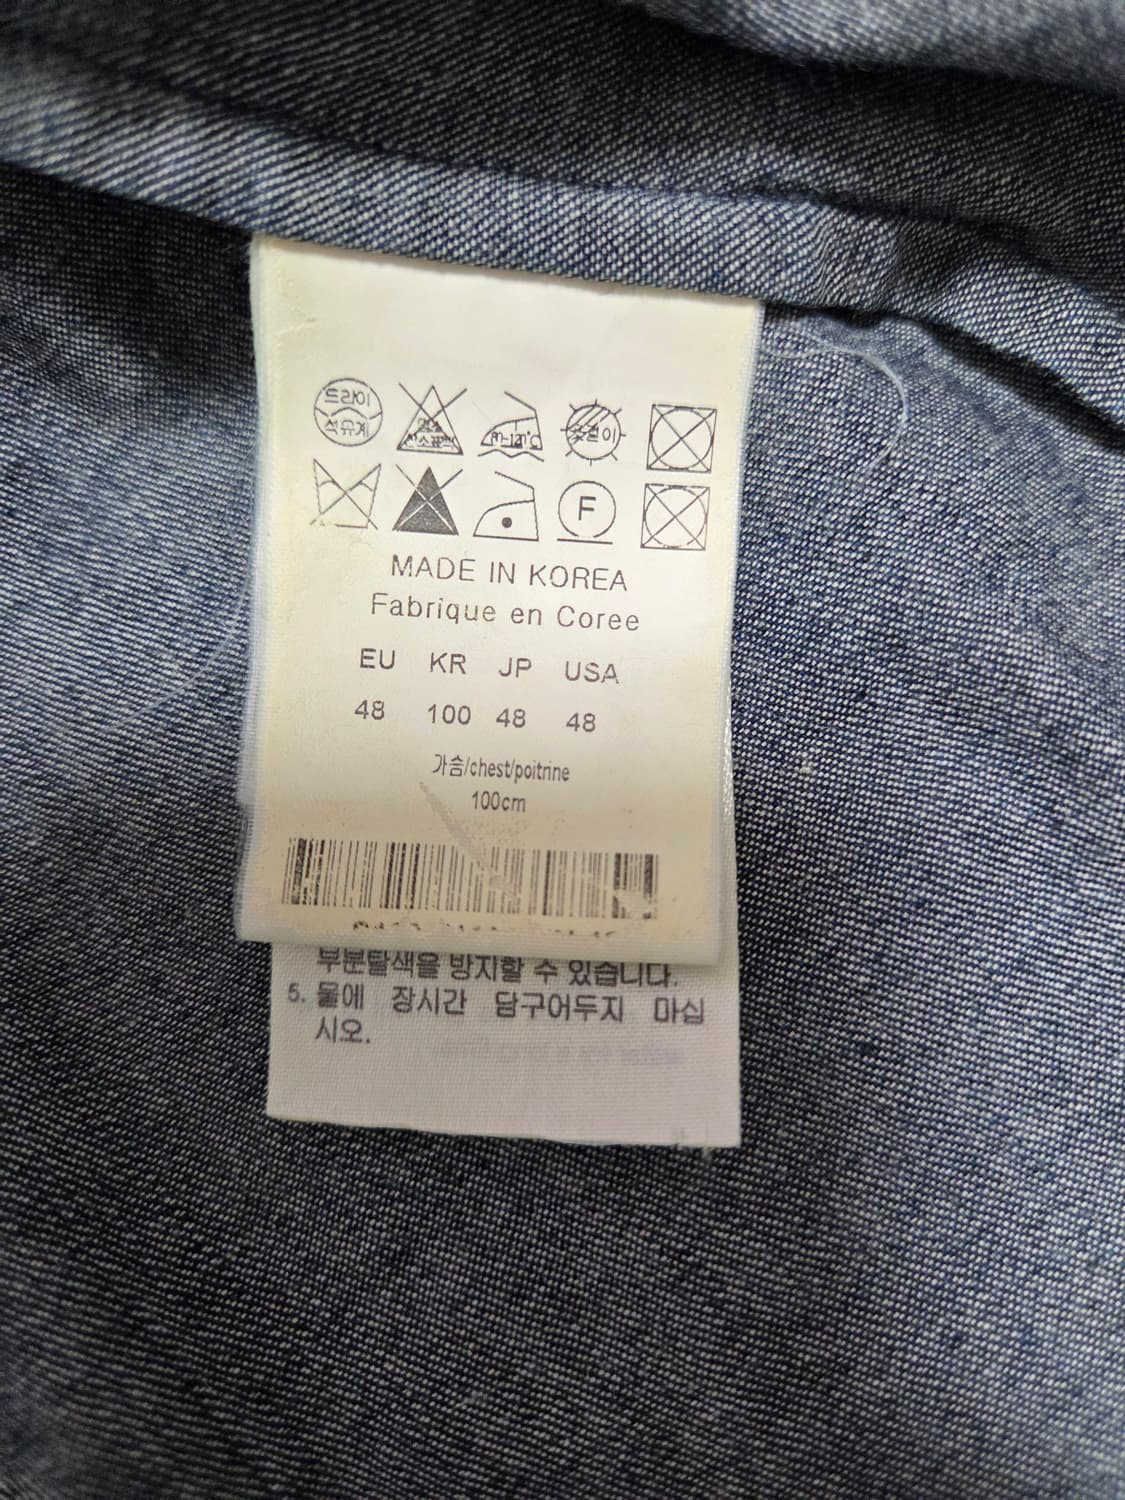 드라이
석유계
F
MADE IN KOREA
Fabrique en Coree
EU KR JP USA
48 100 48 48
가슴/chest/poitrine
100cm
부분탈색을 방지할 수 있습니다.
5. 물에 장시간 담구어두지 마십
시오.